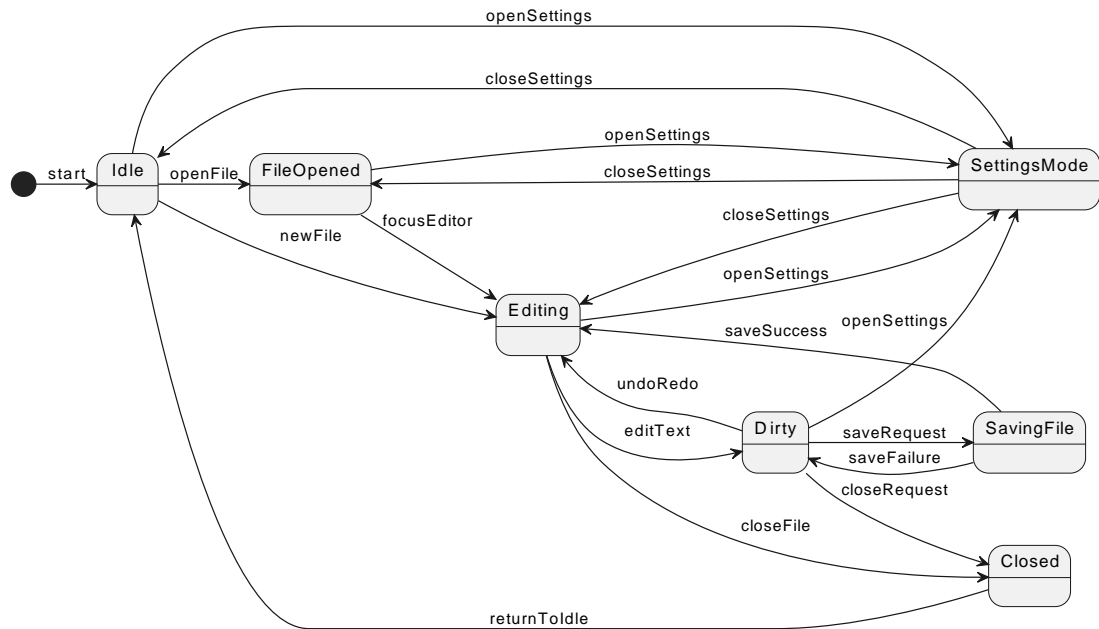 openSettings
closeSettings
openSettings
Idle
FileOpened
SettingsMode
start
openFile
closeSettings
focusEditor
closeSettings
newFile
openSettings
Editing
openSettings
saveSuccess
undoRedo
editText
Dirty
saveRequest
SavingFile
saveFailure
closeRequest
closeFile
Closed
returnToIdle